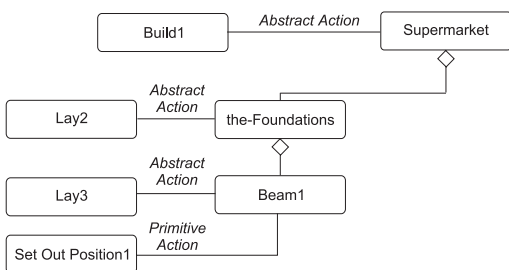 Build1
Abstract Action
Supermarket
Lay2
Abstract
Action
the-Foundations
Lay3
Abstract
Action
Beam1
Set Out Position1
Primitive
Action